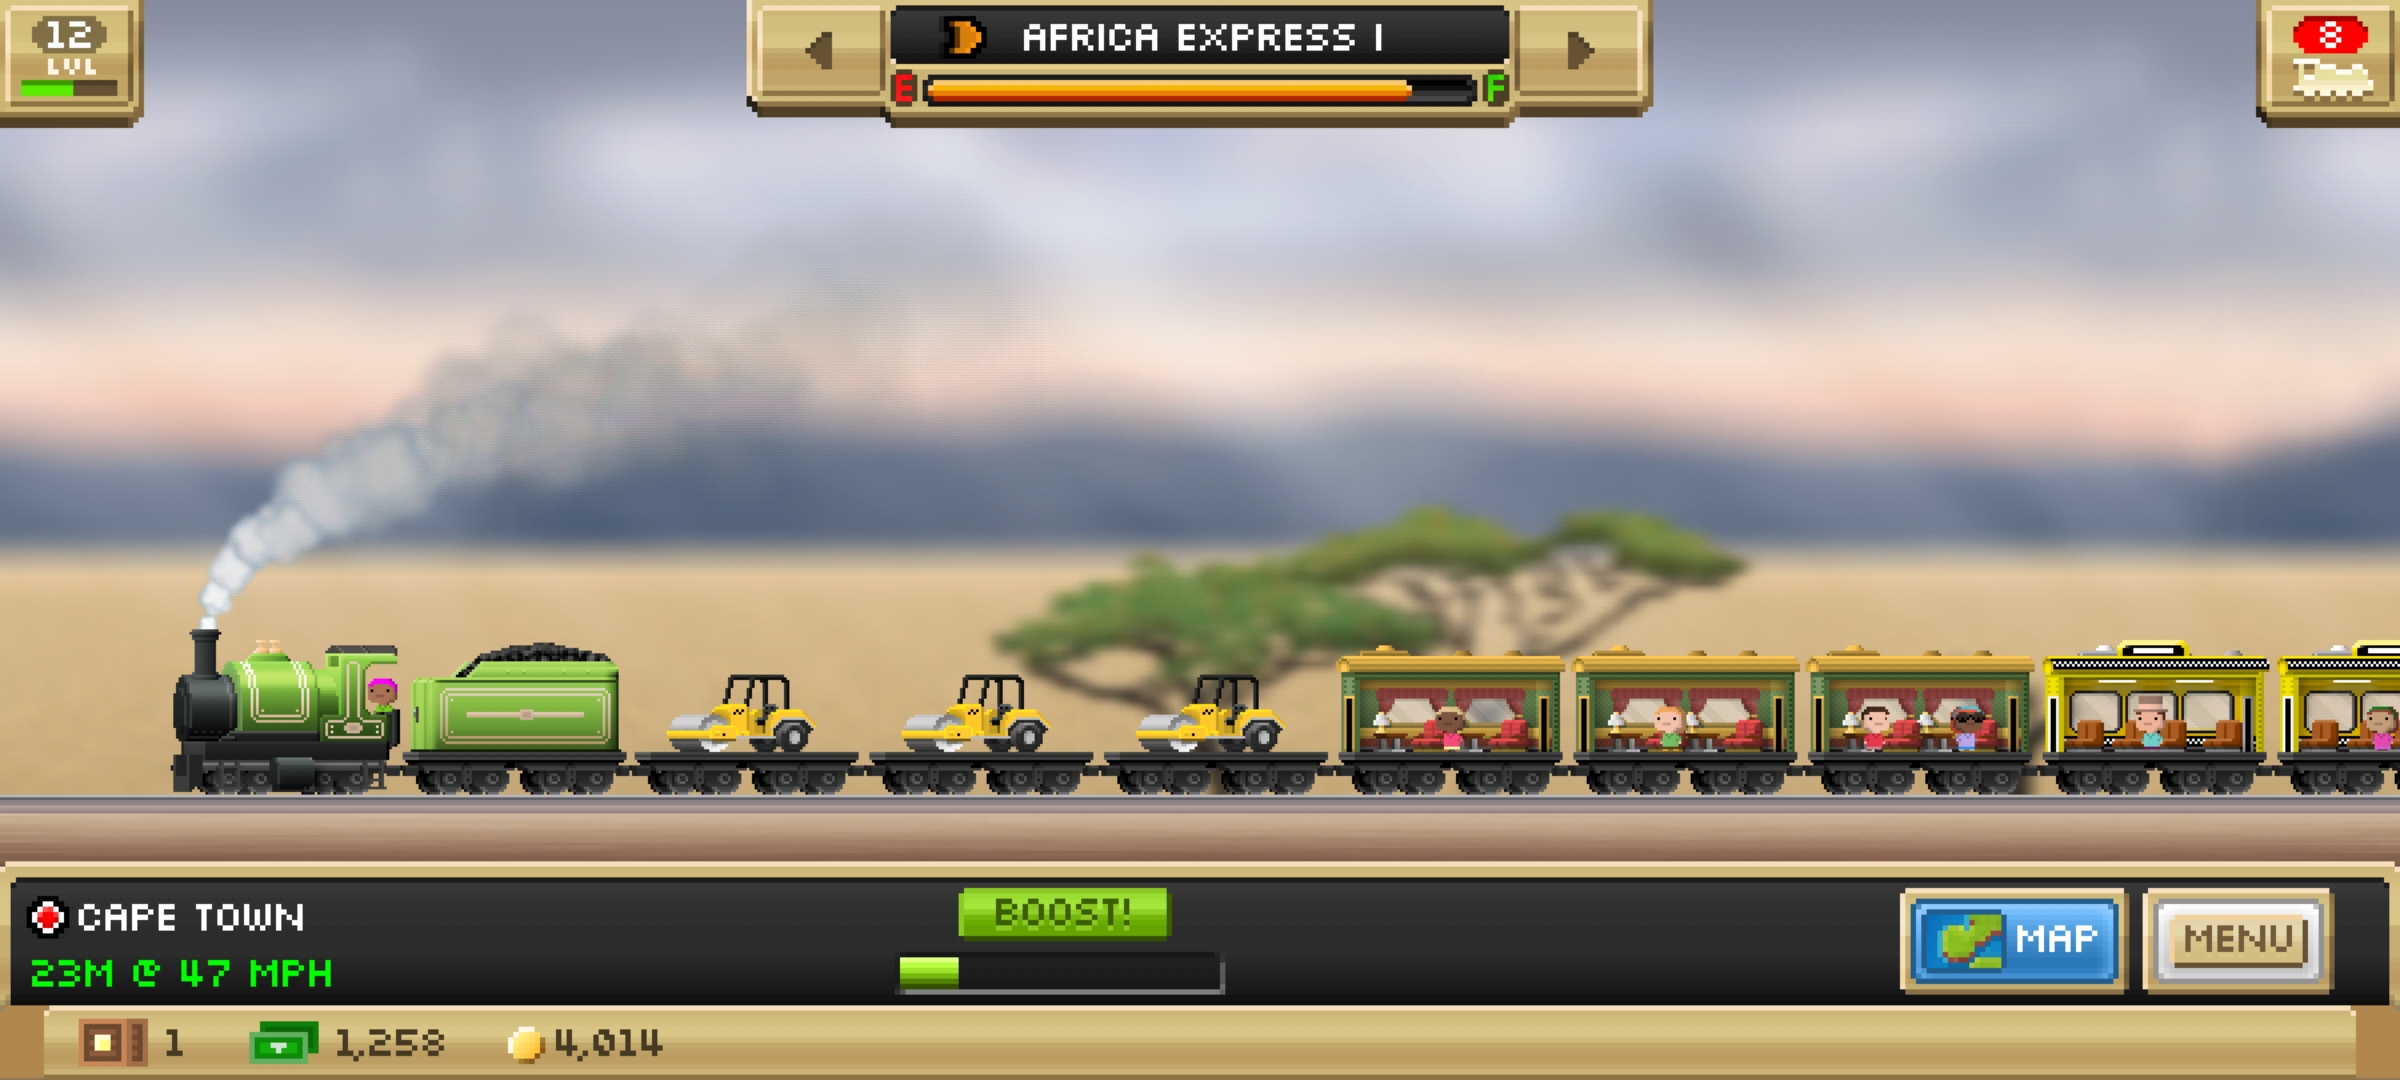 12
LVL
AFRICA EXPRESS I
E F
8
CAPE TOWN
23M @ 47 MPH
BOOST!
MAP
MENU
1 1,258 4,014